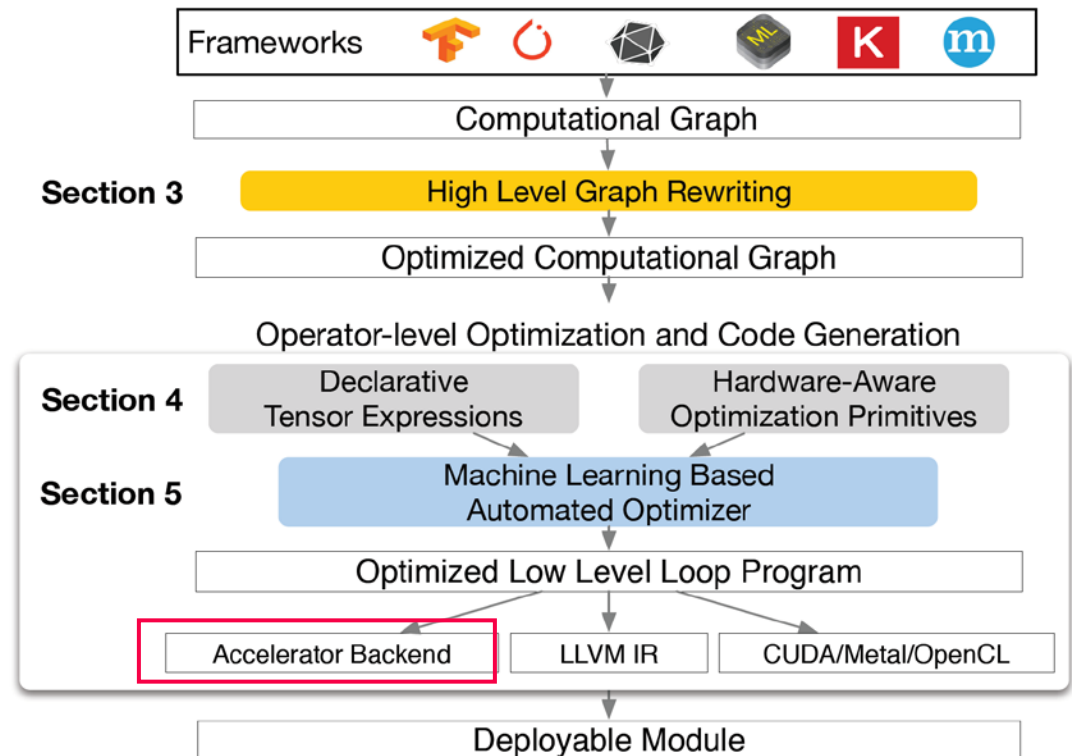 Frameworks
ML
K
m
Computational Graph
Section 3
High Level Graph Rewriting
Optimized Computational Graph
Operator-level Optimization and Code Generation
Section 4
Declarative
Tensor Expressions
Hardware-Aware
Optimization Primitives
Section 5
Machine Learning Based
Automated Optimizer
Optimized Low Level Loop Program
Accelerator Backend
LLVM IR
CUDA/Metal/OpenCL
Deployable Module